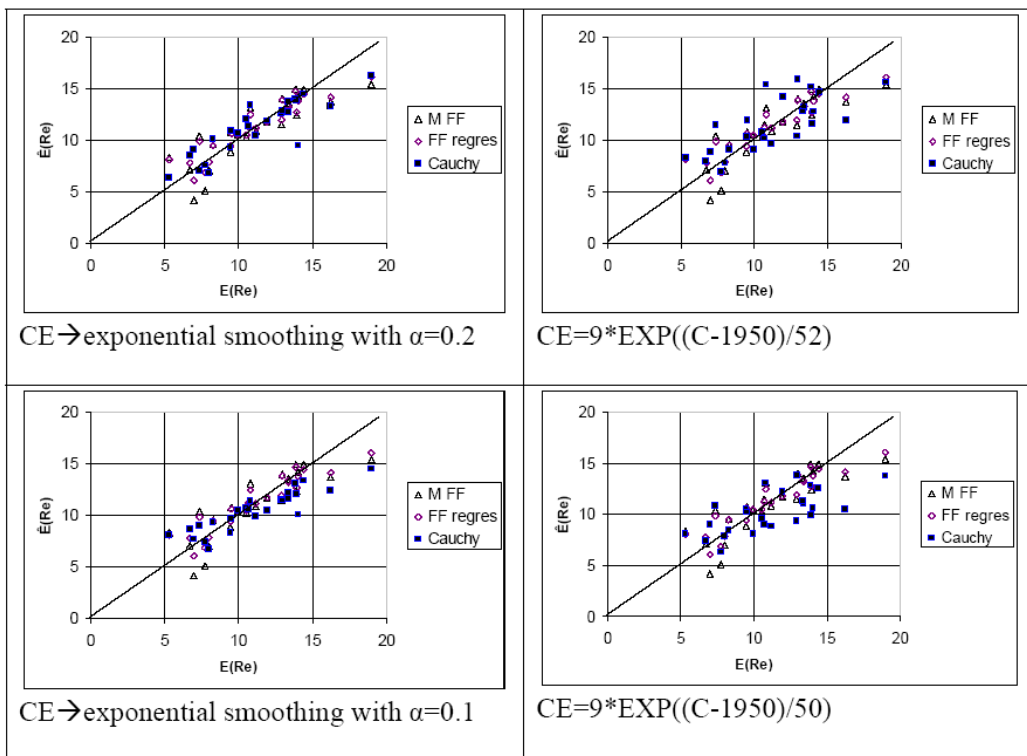 20
15
10
5
0
0 5 10 15 20
Ê(Re)
E(Re)
M FF
FF regres
Cauchy
CE→exponential smoothing with α=0.2
20
15
10
5
0
0 5 10 15 20
Ê(Re)
E(Re)
M FF
FF regres
Cauchy
CE=9*EXP((C-1950)/52)
20
15
10
5
0
0 5 10 15 20
Ê(Re)
E(Re)
M FF
FF regres
Cauchy
CE→exponential smoothing with α=0.1
20
15
10
5
0
0 5 10 15 20
Ê(Re)
E(Re)
M FF
FF regres
Cauchy
CE=9*EXP((C-1950)/50)